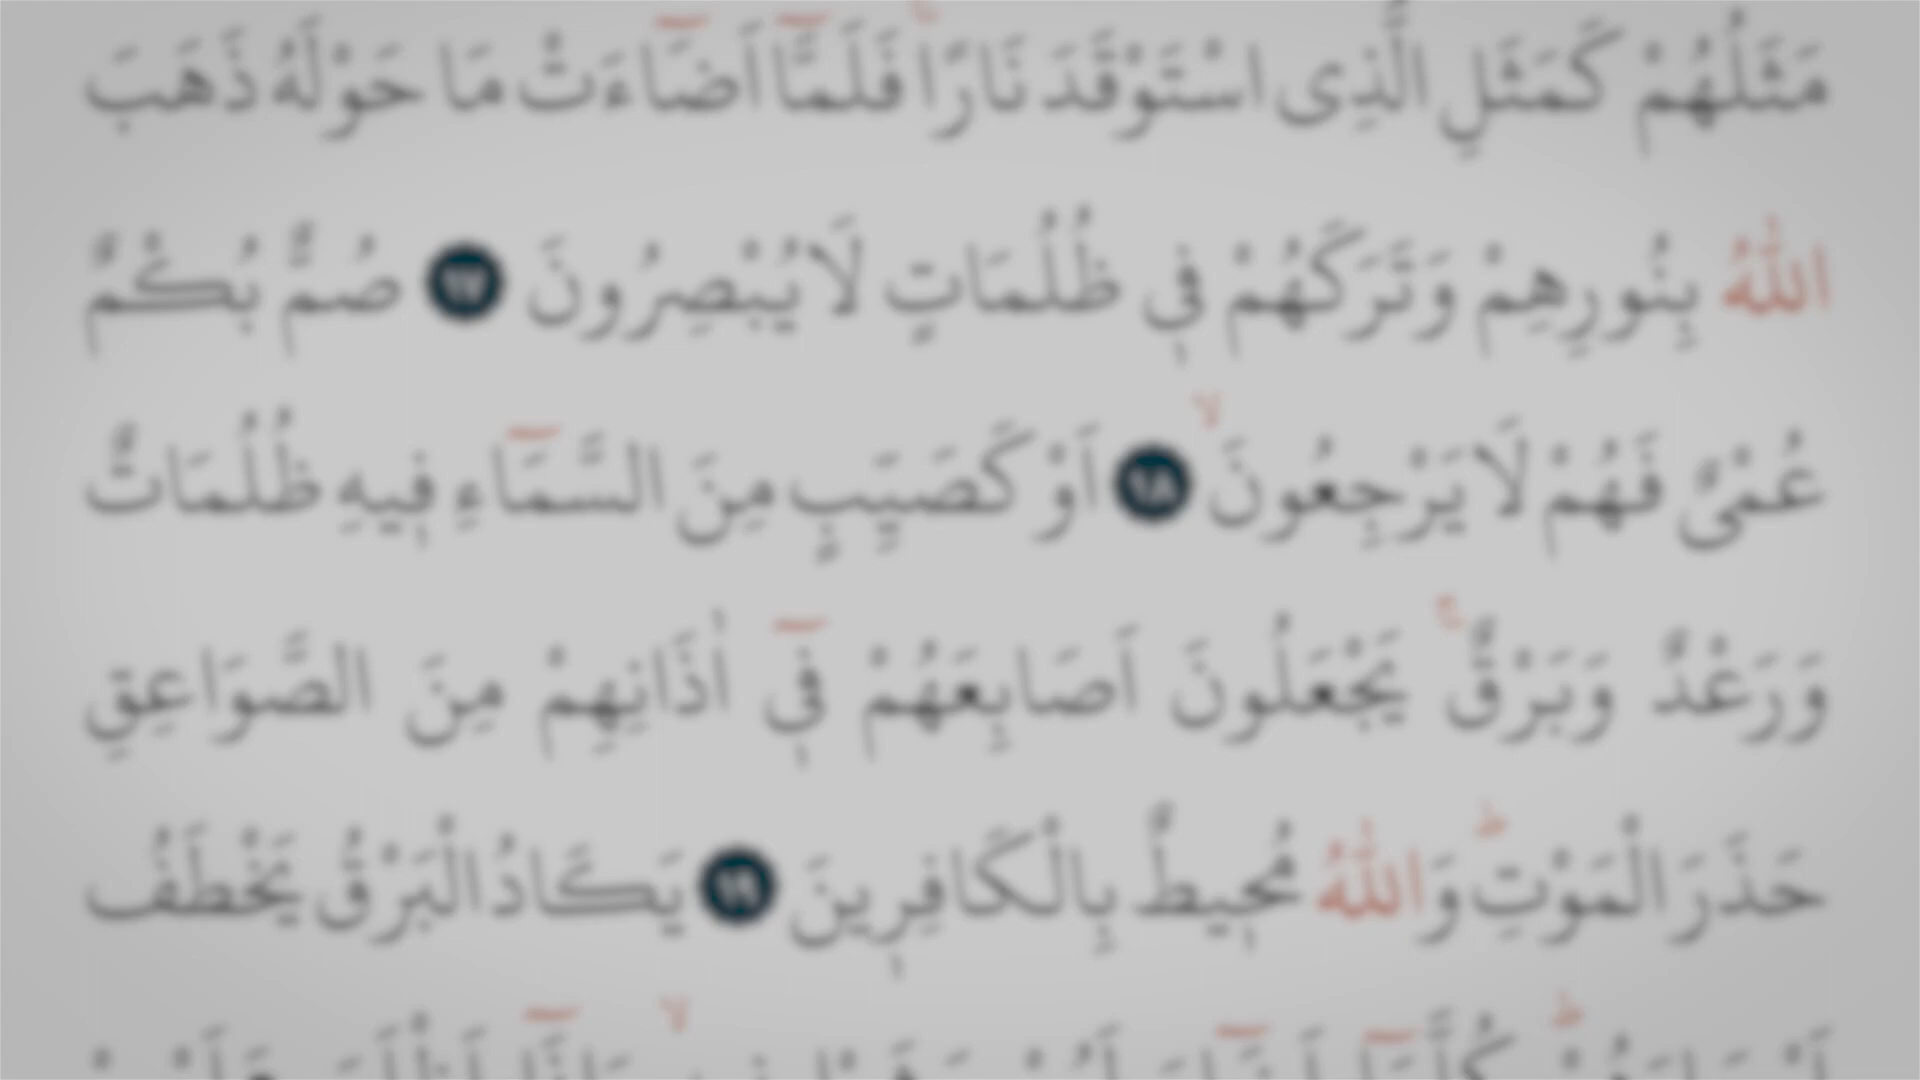 مَثَلُهُمْ كَمَثَلِ الَّذِى اسْتَوْقَدَ نَارًاۚ فَلَمَّٓا اَضَٓاءَتْ مَا حَوْلَهُ ذَهَبَ
اللّٰهُ بِنُورِهِمْ وَتَرَكَهُمْ فٖى ظُلُمَاتٍ لَا يُبْصِرُونَ ١٧ صُمٌّ بُكْمٌ
عُمْىٌ فَهُمْ لَا يَرْجِعُونَۙ ١٨ اَوْ كَصَيِّبٍ مِنَ السَّمَٓاءِ فٖيهِ ظُلُمَاتٌ
وَرَعْدٌ وَبَرْقٌۚ يَجْعَلُونَ اَصَابِعَهُمْ فٖٓى اٰذَانِهِمْ مِنَ الصَّوَاعِقِ
حَذَرَ الْمَوْتِؕ وَاللّٰهُ مُحٖيطٌ بِالْكَافِرٖينَ ١٩ يَكَادُ الْبَرْقُ يَخْطَفُ